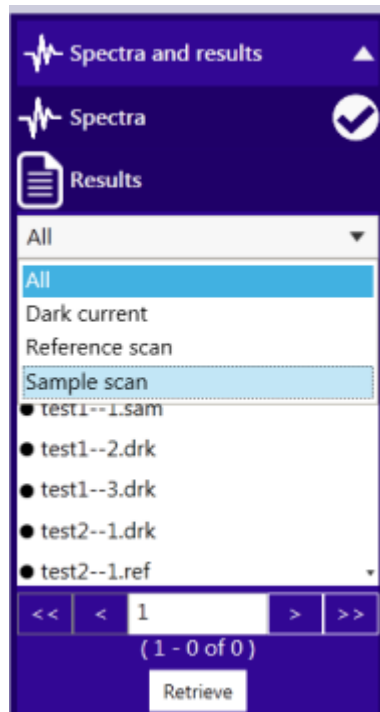 Spectra and results
Spectra
Results
All
All
Dark current
Reference scan
Sample scan
test1--1.sam
test1--2.drk
test1--3.drk
test2--1.drk
test2--1.ref
<< < 1 > >>
( 1 - 0 of 0 )
Retrieve